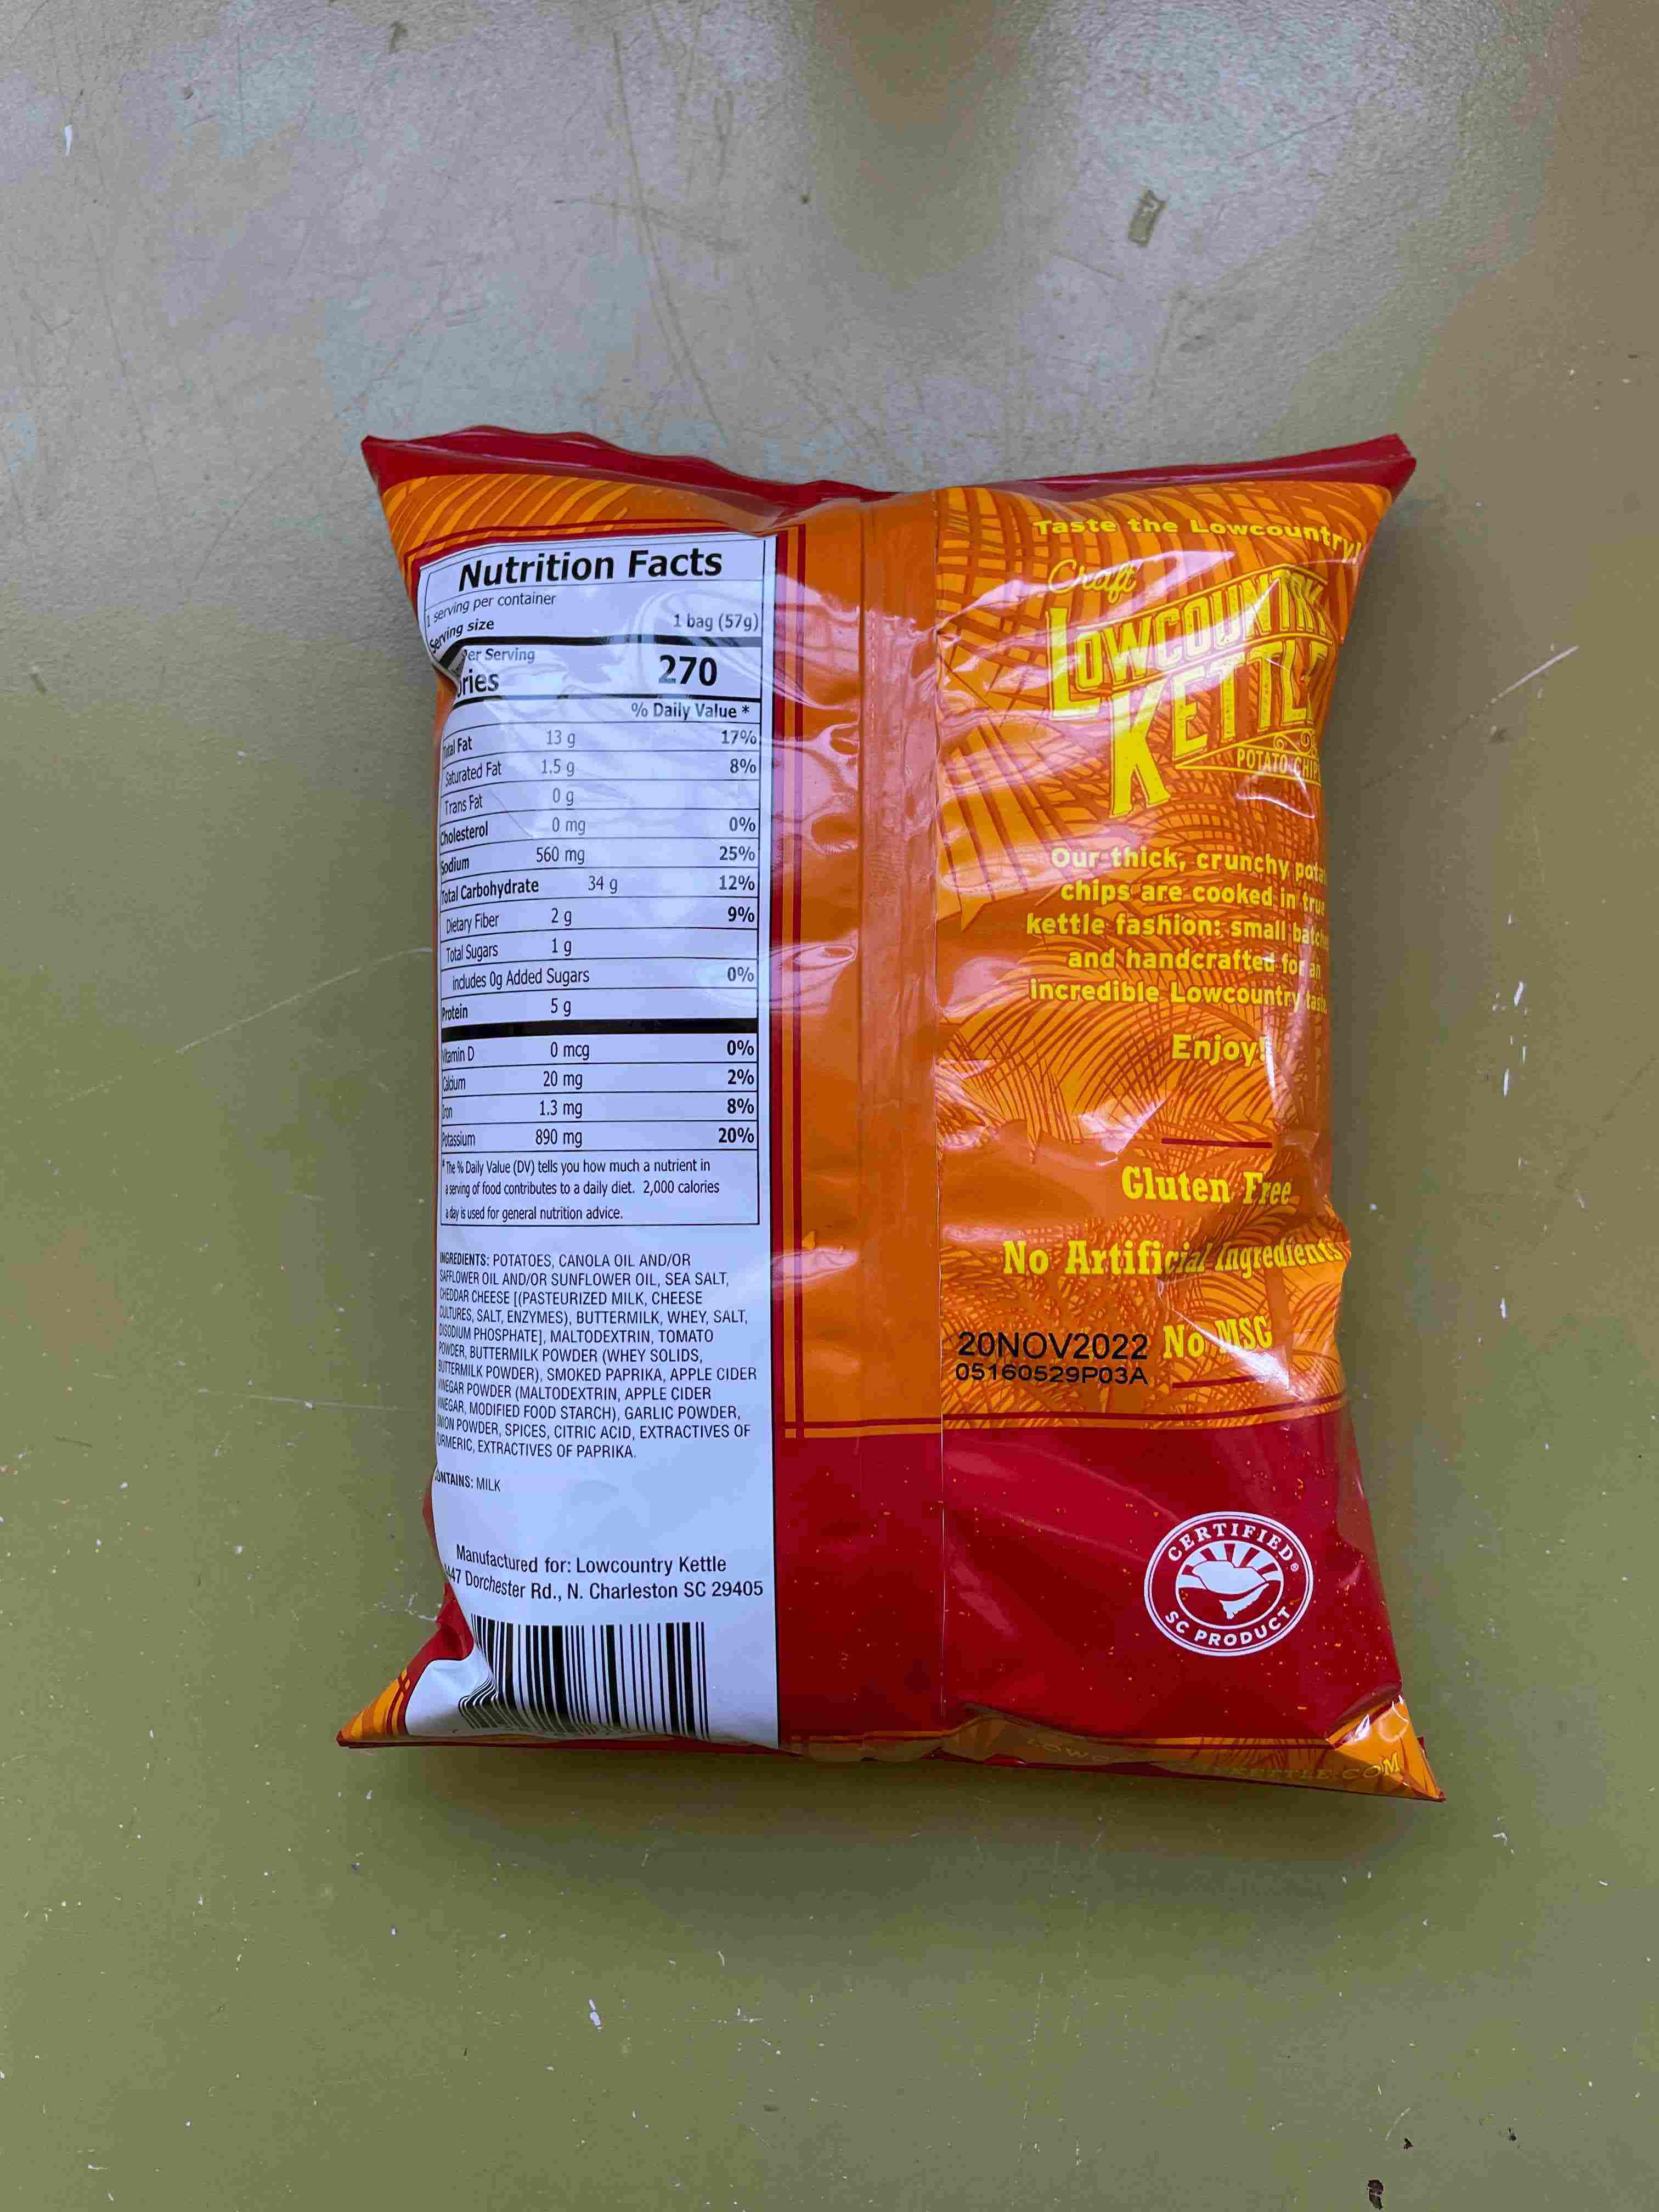 Nutrition Facts
1 serving per container
Serving size 1 bag (57g)
Per Serving
270
% Daily Value *
Fat 13 g 17%
Saturated Fat 1.5 g 8%
Trans Fat 0 g
Cholesterol 0 mg 0%
Sodium 560 mg 25%
Total Carbohydrate 34 g 12%
Dietary Fiber 2 g 9%
Total Sugars 1 g
includes 0g Added Sugars 0%
Protein 5 g
Vitamin D 0 mcg 0%
Calcium 20 mg 2%
Iron 1.3 mg 8%
Potassium 890 mg 20%
* The % Daily Value (DV) tells you how much a nutrient in
a serving of food contributes to a daily diet. 2,000 calories
a day is used for general nutrition advice.
INGREDIENTS: POTATOES, CANOLA OIL AND/OR
SAFFLOWER OIL AND/OR SUNFLOWER OIL, SEA SALT,
CHEDDAR CHEESE [(PASTEURIZED MILK, CHEESE
CULTURES, SALT, ENZYMES), BUTTERMILK, WHEY, SALT,
DISODIUM PHOSPHATE], MALTODEXTRIN, TOMATO
POWDER, BUTTERMILK POWDER (WHEY SOLIDS,
BUTTERMILK POWDER), SMOKED PAPRIKA, APPLE CIDER
VINEGAR POWDER (MALTODEXTRIN, APPLE CIDER
VINEGAR, MODIFIED FOOD STARCH), GARLIC POWDER,
ONION POWDER, SPICES, CITRIC ACID, EXTRACTIVES OF
TURMERIC, EXTRACTIVES OF PAPRIKA.
CONTAINS: MILK
Manufactured for: Lowcountry Kettle
Dorchester Rd., N. Charleston SC 29405
Taste the Lowcountry!
Craft
LOWCOUNTRY
KETTLE
POTATO CHIPS
Our thick, crunchy
chips are cooked in true
kettle fashion: small
and handcrafted for an
incredible Lowcountry taste.
Enjoy!
Gluten Free
No Artificial Ingredients
No MSG
20NOV2022
05160529P03A
CERTIFIED®
SC PRODUCT